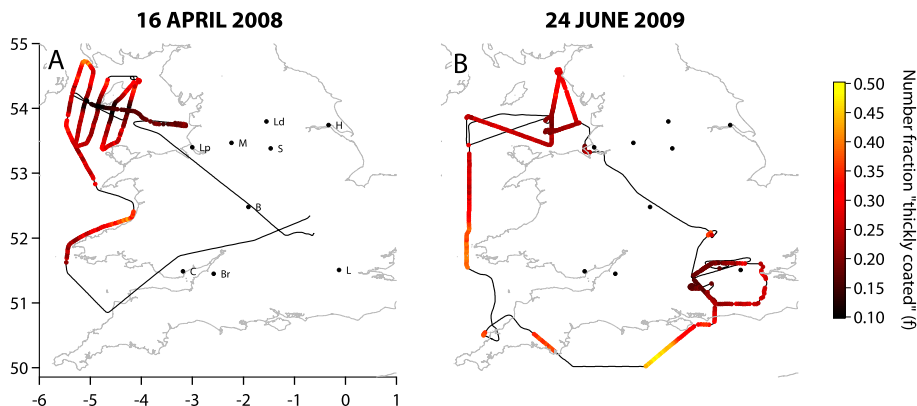 16 APRIL 2008
24 JUNE 2009
A
B
55
54
53
52
51
50
-6 -5 -4 -3 -2 -1 0 1
Ld
H
Lp
M
S
B
C
Br
L
0.50
0.45
0.40
0.35
0.30
0.25
0.20
0.15
0.10
Number fraction "thickly coated" (f)